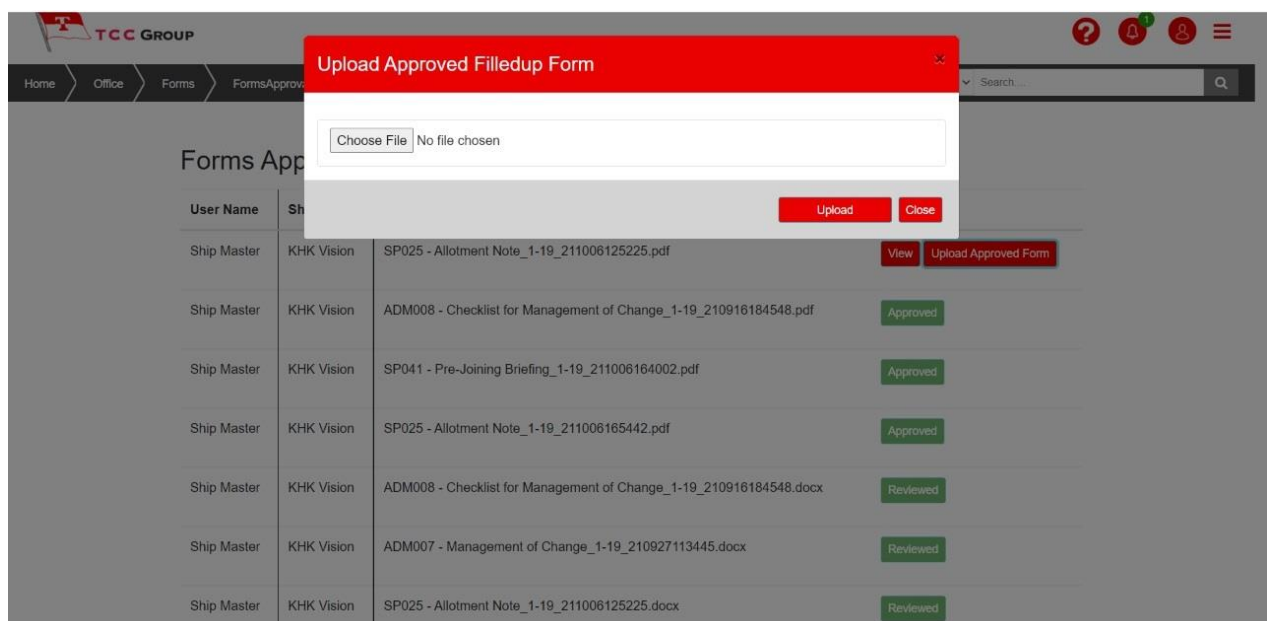 T
TCC GROUP
1
Home Office Forms FormsApprov
Search....
Upload Approved Filledup Form
×
Choose File No file chosen
Upload Close
Forms App
User Name Sh
Ship Master KHK Vision SP025 - Allotment Note_1-19_211006125225.pdf View Upload Approved Form
Ship Master KHK Vision ADM008 - Checklist for Management of Change_1-19_210916184548.pdf Approved
Ship Master KHK Vision SP041 - Pre-Joining Briefing_1-19_211006164002.pdf Approved
Ship Master KHK Vision SP025 - Allotment Note_1-19_211006165442.pdf Approved
Ship Master KHK Vision ADM008 - Checklist for Management of Change_1-19_210916184548.docx Reviewed
Ship Master KHK Vision ADM007 - Management of Change_1-19_210927113445.docx Reviewed
Ship Master KHK Vision SP025 - Allotment Note_1-19_211006125225.docx Reviewed